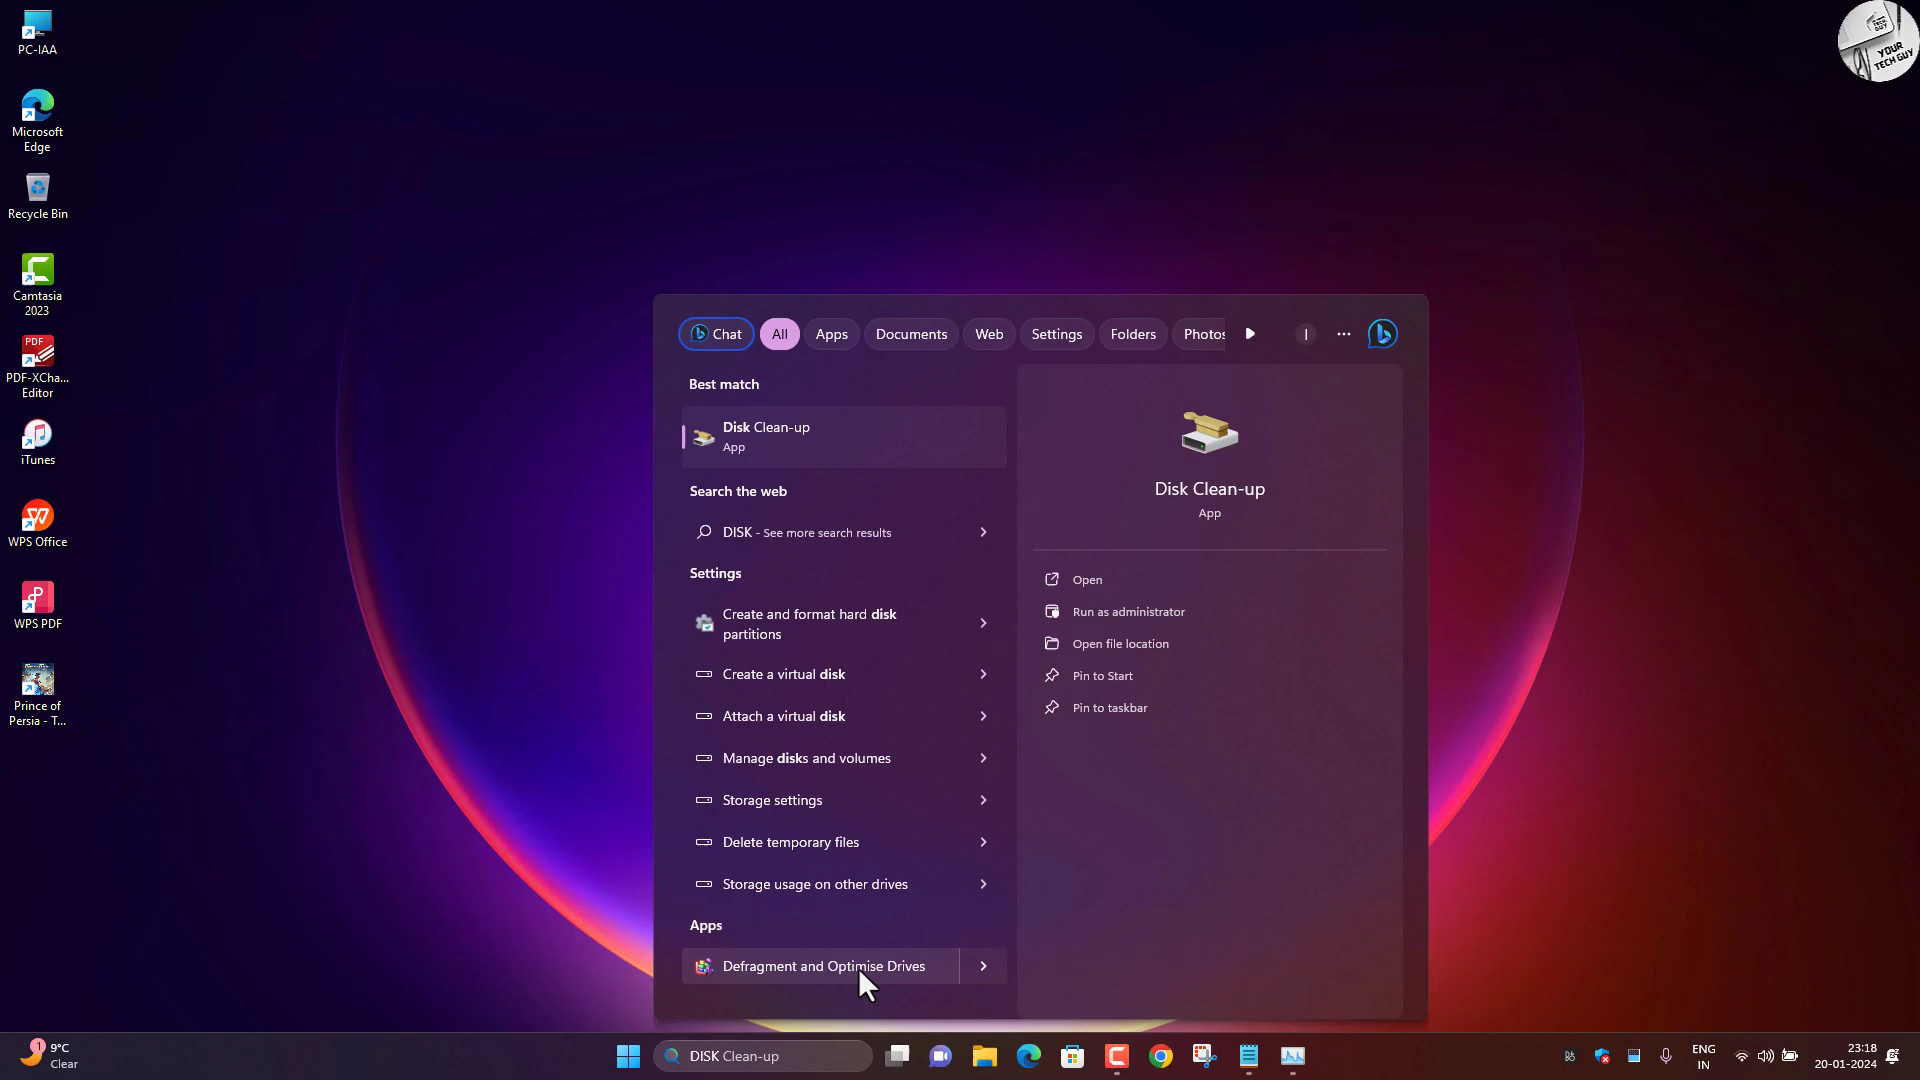 PC-IAA
Microsoft
Edge
Recycle Bin
Camtasia
2023
PDF
PDF-XCha...
Editor
iTunes
WPS Office
WPS PDF
Prince of
Persia - T...
YOUR
TECH GUY
Chat
All
Apps
Documents
Web
Settings
Folders
Photos
I
Best match
Disk Clean-up
App
Search the web
DISK - See more search results
Settings
Create and format hard disk
partitions
Create a virtual disk
Attach a virtual disk
Manage disks and volumes
Storage settings
Delete temporary files
Storage usage on other drives
Apps
Defragment and Optimise Drives
Disk Clean-up
App
Open
Run as administrator
Open file location
Pin to Start
Pin to taskbar
1
9°C
Clear
DISK Clean-up
ENG
IN
23:18
20-01-2024